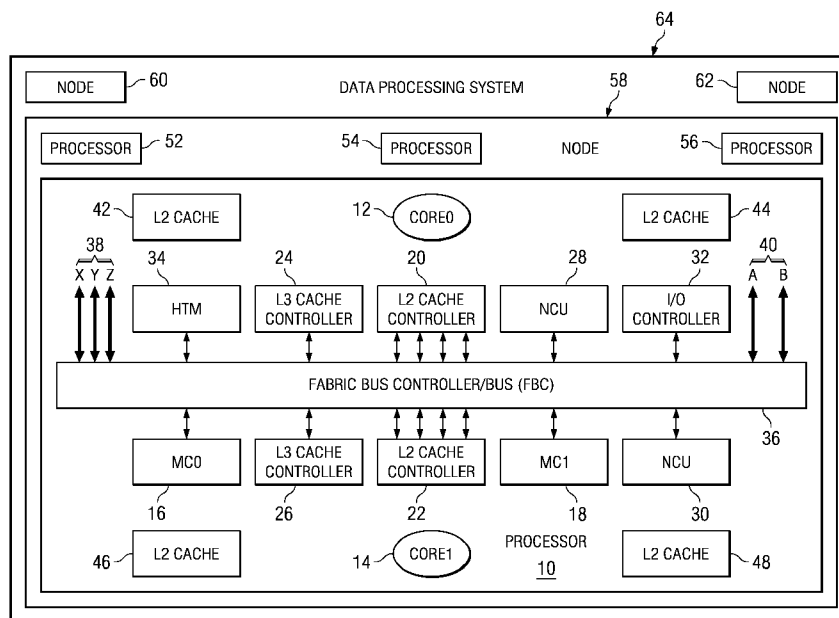 64
NODE 60 DATA PROCESSING SYSTEM 62 NODE
58
PROCESSOR 52 54 PROCESSOR NODE 56 PROCESSOR
42 L2 CACHE 12 CORE0 L2 CACHE 44
38 34 24 20 28 32 40
X Y Z A B
HTM
L3 CACHE
CONTROLLER
L2 CACHE
CONTROLLER
NCU
I/O
CONTROLLER
FABRIC BUS CONTROLLER/BUS (FBC)
36
MC0
L3 CACHE
CONTROLLER
L2 CACHE
CONTROLLER
MC1
NCU
16 26 22 18 30
46 L2 CACHE 14 CORE1 PROCESSOR
10
L2 CACHE 48